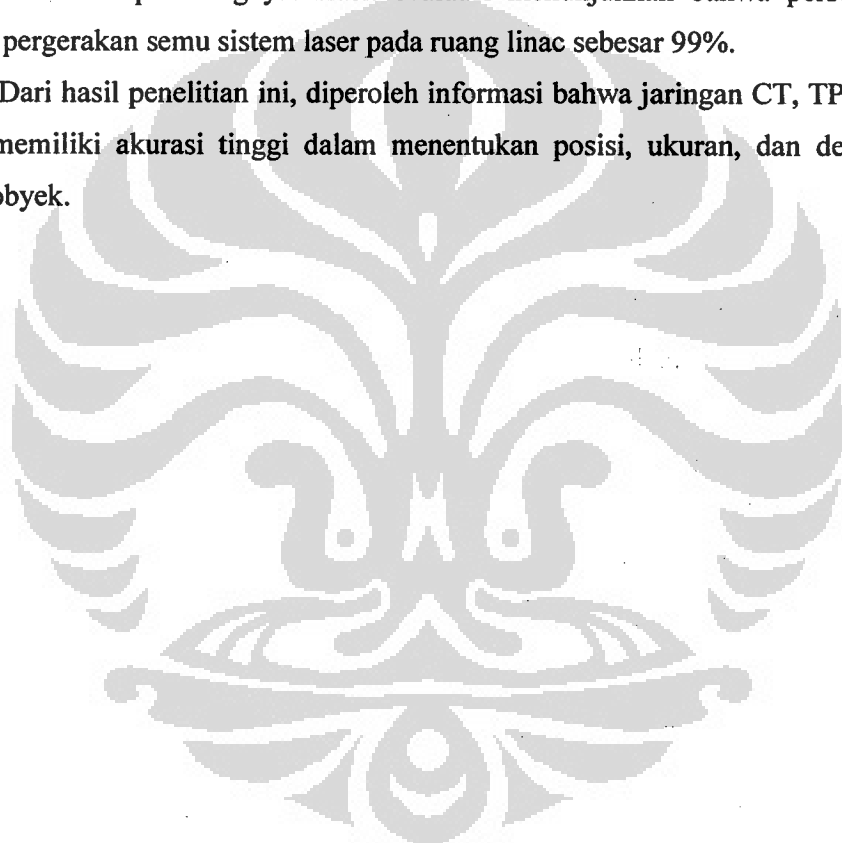 pergerakan semu sistem laser pada ruang linac sebesar 99%.
Dari hasil penelitian ini, diperoleh informasi bahwa jaringan CT, TP
memiliki akurasi tinggi dalam menentukan posisi, ukuran, dan de
obyek.